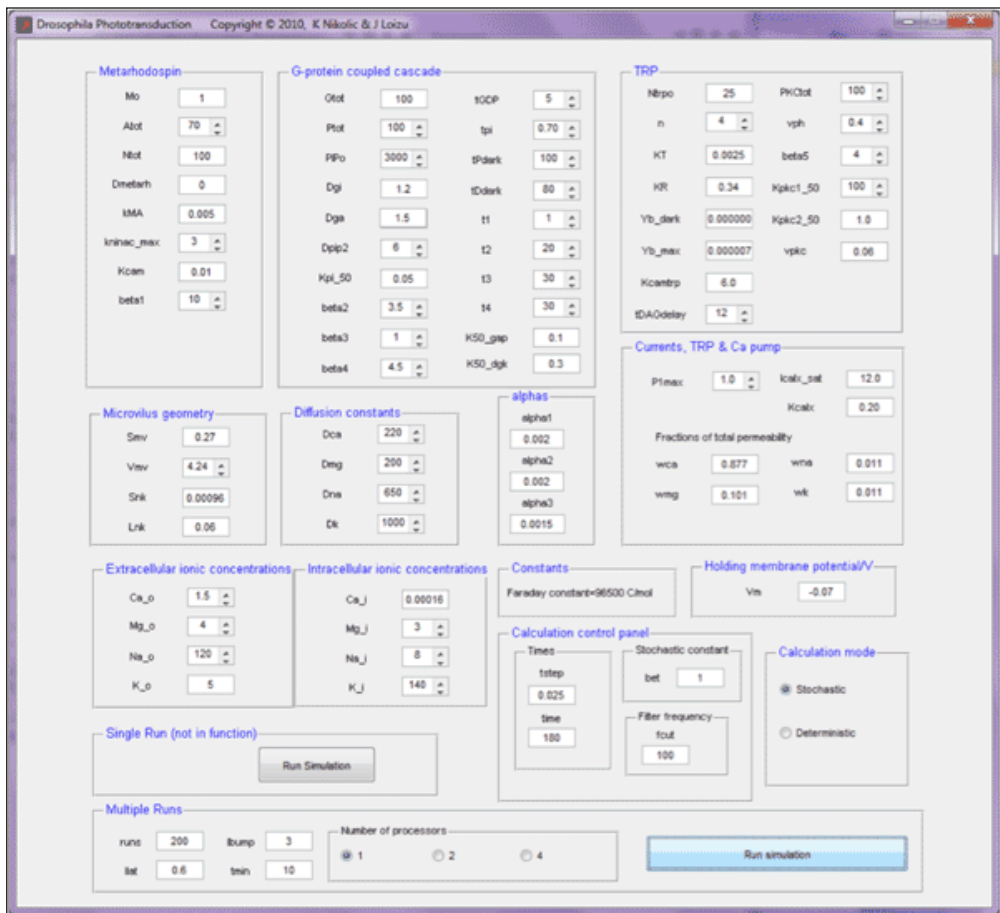 Drosophila Phototransduction Copyright © 2010, K Nikolic & J Loizu
Metarhodospin
Mo 1
Atot 70
Ntot 100
Dmetarh 0
kMA 0.005
kninac_max 3
Kcam 0.01
beta1 10
G-protein coupled cascade
Gtot 100 tGDP 5
Ptot 100 tpi 0.70
PIPo 3000 tPdark 100
Dgi 1.2 tDdark 80
Dga 1.5 t1 1
Dpip2 6 t2 20
Kpi_50 0.05 t3 30
beta2 3.5 t4 30
beta3 1 K50_gap 0.1
beta4 4.5 K50_dgk 0.3
TRP
Ntrpo 25 PKCtot 100
n 4 vph 0.4
KT 0.0025 beta5 4
KR 0.34 Kpkc1_50 100
Yb_dark 0.000000 Kpkc2_50 1.0
Yb_max 0.000007 vpkc 0.06
Kcamtrp 6.0
tDAGdelay 12
Currents, TRP & Ca pump
P1max 1.0 Icalx_sat 12.0
Kcalx 0.20
Fractions of total permeability
wca 0.877 wna 0.011
wmg 0.101 wk 0.011
Microvilus geometry
Smv 0.27
Vmv 4.24
Snk 0.00096
Lnk 0.06
Diffusion constants
Dca 220
Dmg 200
Dna 650
Dk 1000
alphas
alpha1
0.002
alpha2
0.002
alpha3
0.0015
Extracellular ionic concentrations
Ca_o 1.5
Mg_o 4
Na_o 120
K_o 5
Intracellular ionic concentrations
Ca_i 0.00016
Mg_i 3
Na_i 8
K_i 140
Constants
Faraday constant=96500 C/mol
Holding membrane potential/V
Vm -0.07
Calculation control panel
Times
tstep
0.025
time
180
Stochastic constant
bet 1
Filter frequency
fcut
100
Calculation mode
Stochastic
Deterministic
Single Run (not in function)
Run Simulation
Multiple Runs
runs 200 Ibump 3
Ilat 0.6 tmin 10
Number of processors
1 2 4
Run simulation